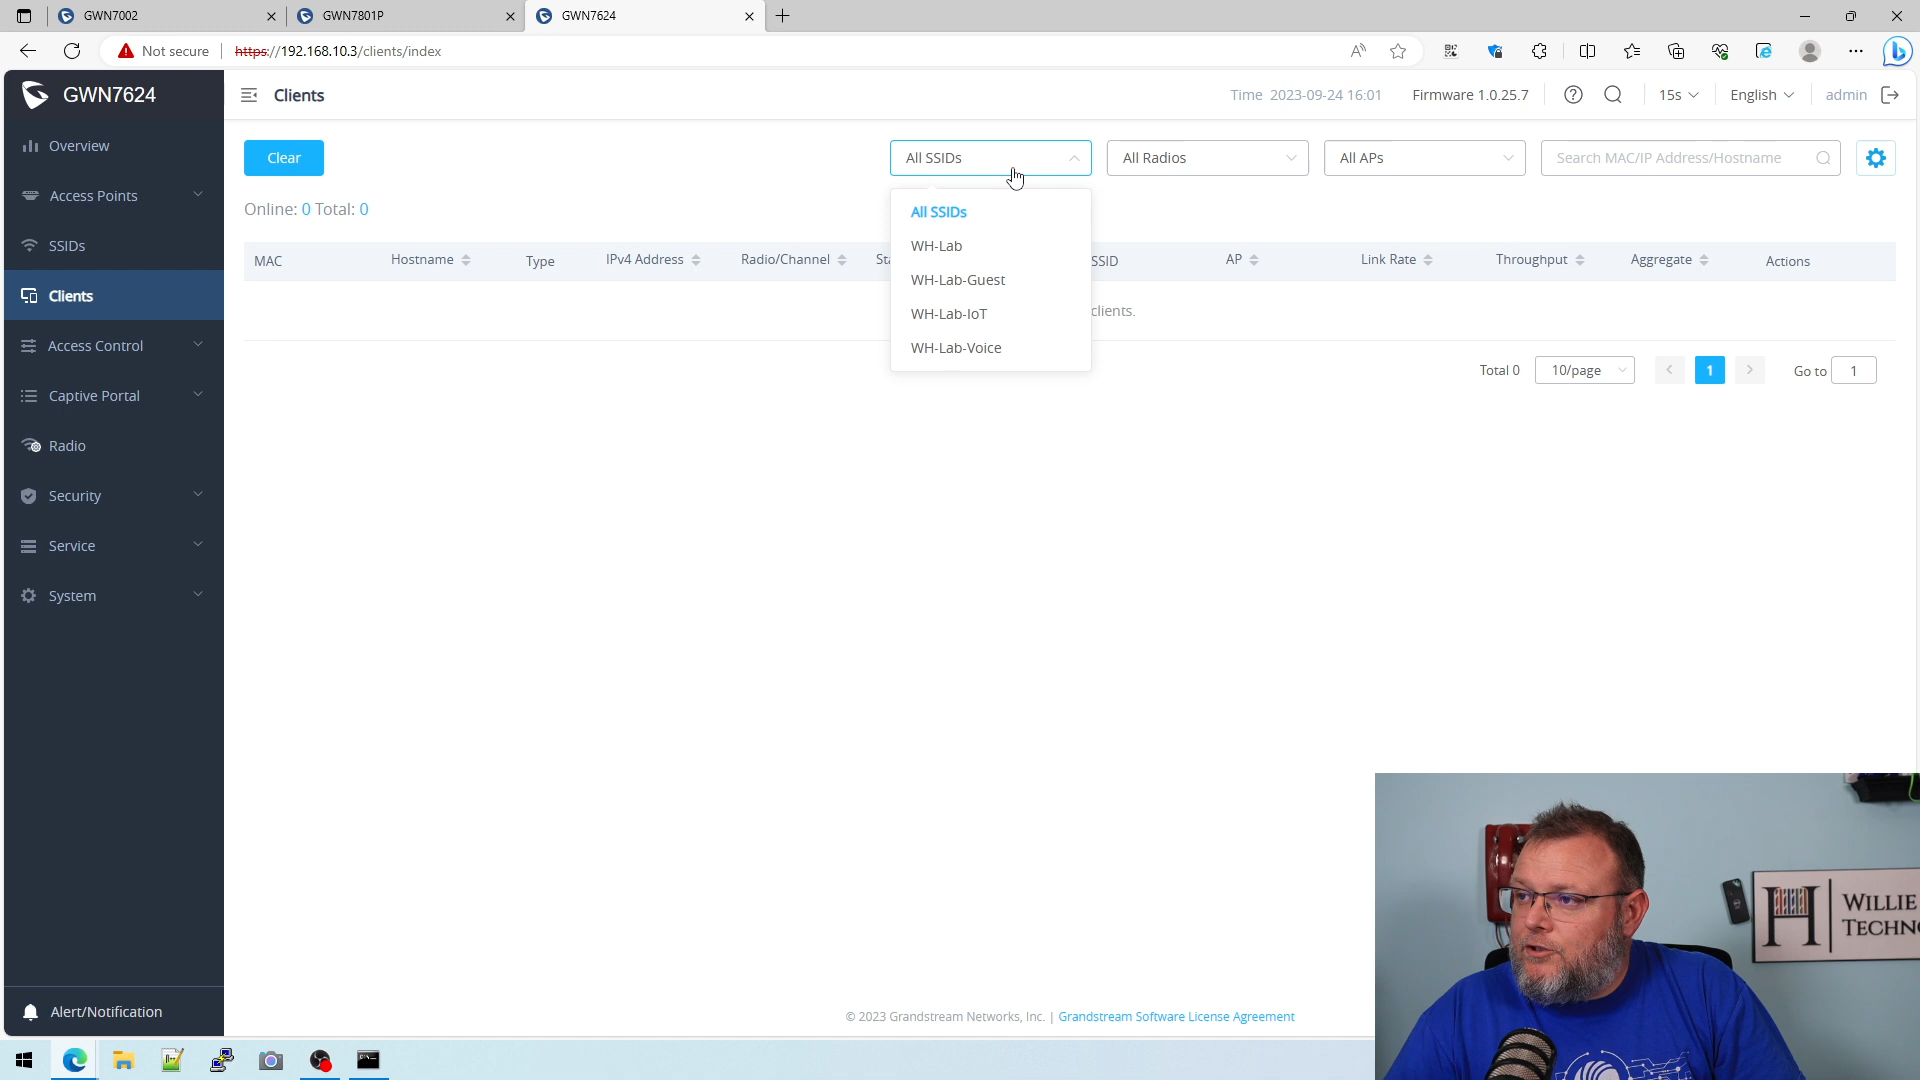 GWN7002
GWN7801P
GWN7624
Not secure
https://192.168.10.3/clients/index
GWN7624
Clients
Time 2023-09-24 16:01
Firmware 1.0.25.7
15s
English
admin
Overview
Access Points
SSIDs
Clients
Access Control
Captive Portal
Radio
Security
Service
System
Alert/Notification
Clear
All SSIDs
All Radios
All APs
Search MAC/IP Address/Hostname
Online: 0 Total: 0
All SSIDs
WH-Lab
WH-Lab-Guest
WH-Lab-IoT
WH-Lab-Voice
MAC
Hostname
Type
IPv4 Address
Radio/Channel
Sta
SSID
AP
Link Rate
Throughput
Aggregate
Actions
clients.
Total 0
10/page
1
Go to
1
© 2023 Grandstream Networks, Inc. | Grandstream Software License Agreement
WILLIE
TECHNO